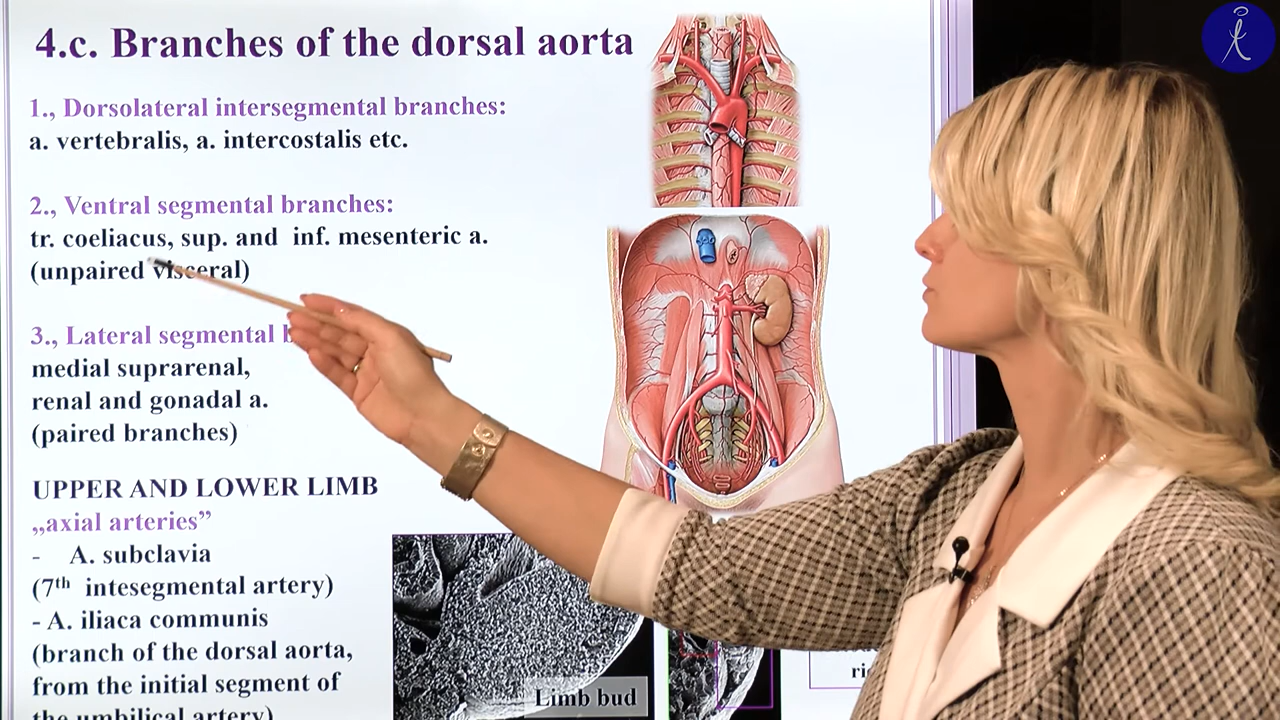 4.c. Branches of the dorsal aorta
1., Dorsolateral intersegmental branches:
a. vertebralis, a. intercostalis etc.
2., Ventral segmental branches:
tr. coeliacus, sup. and inf. mesenteric a.
(unpaired visceral)
3., Lateral segmental
medial suprarenal,
renal and gonadal a.
(paired branches)
UPPER AND LOWER LIMB
„axial arteries”
- A. subclavia
(7th intesegmental artery)
- A. iliaca communis
(branch of the dorsal aorta,
from the initial segment of
the umbilical artery)
Limb bud